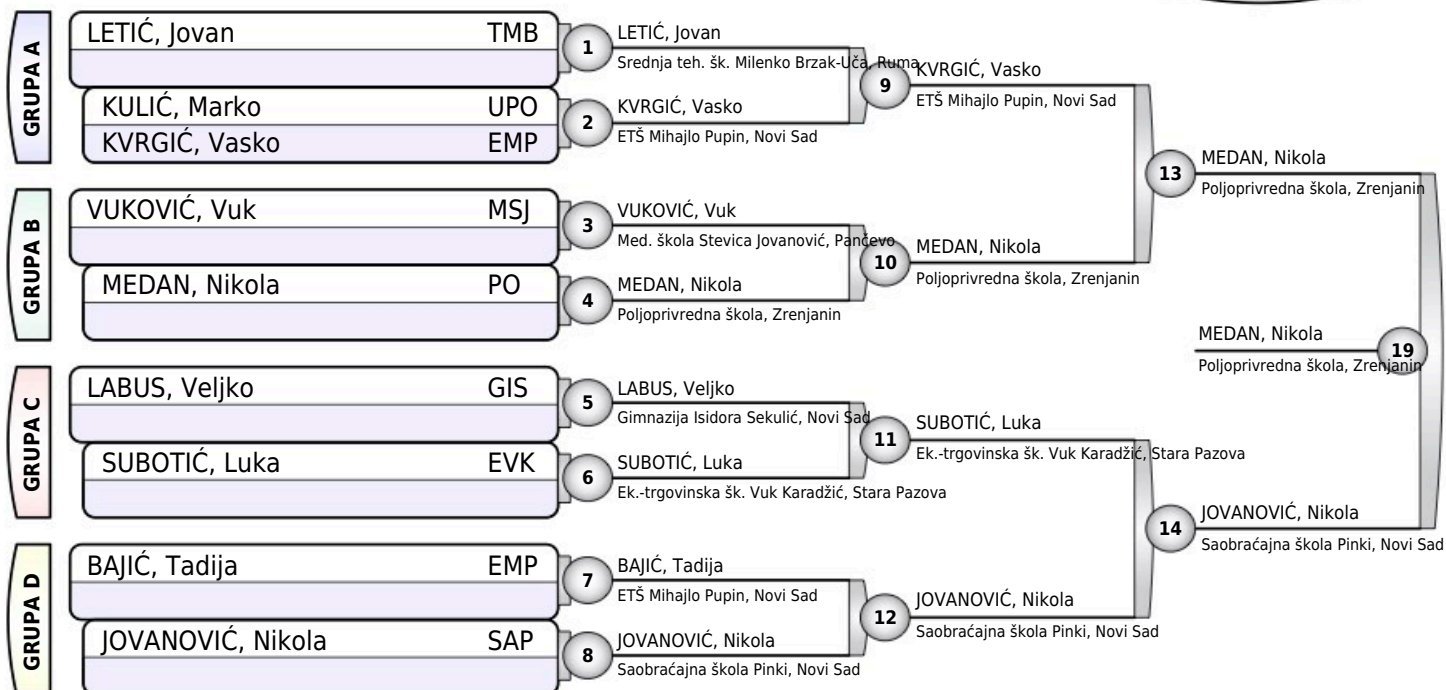 GRUPA A
LETIĆ, Jovan TMB
KULIĆ, Marko UPO
KVRGIĆ, Vasko EMP
GRUPA B
VUKOVIĆ, Vuk MSJ
MEDAN, Nikola PO
GRUPA C
LABUS, Veljko GIS
SUBOTIĆ, Luka EVK
GRUPA D
BAJIĆ, Tadija EMP
JOVANOVIĆ, Nikola SAP
1
LETIĆ, Jovan
Srednja teh. šk. Milenko Brzak-Uča, Ruma
2
KVRGIĆ, Vasko
ETŠ Mihajlo Pupin, Novi Sad
3
VUKOVIĆ, Vuk
Med. škola Stevica Jovanović, Pančevo
4
MEDAN, Nikola
Poljoprivredna škola, Zrenjanin
5
LABUS, Veljko
Gimnazija Isidora Sekulić, Novi Sad
6
SUBOTIĆ, Luka
Ek.-trgovinska šk. Vuk Karadžić, Stara Pazova
7
BAJIĆ, Tadija
ETŠ Mihajlo Pupin, Novi Sad
8
JOVANOVIĆ, Nikola
Saobraćajna škola Pinki, Novi Sad
9
KVRGIĆ, Vasko
ETŠ Mihajlo Pupin, Novi Sad
10
MEDAN, Nikola
Poljoprivredna škola, Zrenjanin
11
SUBOTIĆ, Luka
Ek.-trgovinska šk. Vuk Karadžić, Stara Pazova
12
JOVANOVIĆ, Nikola
Saobraćajna škola Pinki, Novi Sad
13
MEDAN, Nikola
Poljoprivredna škola, Zrenjanin
14
JOVANOVIĆ, Nikola
Saobraćajna škola Pinki, Novi Sad
19
MEDAN, Nikola
Poljoprivredna škola, Zrenjanin